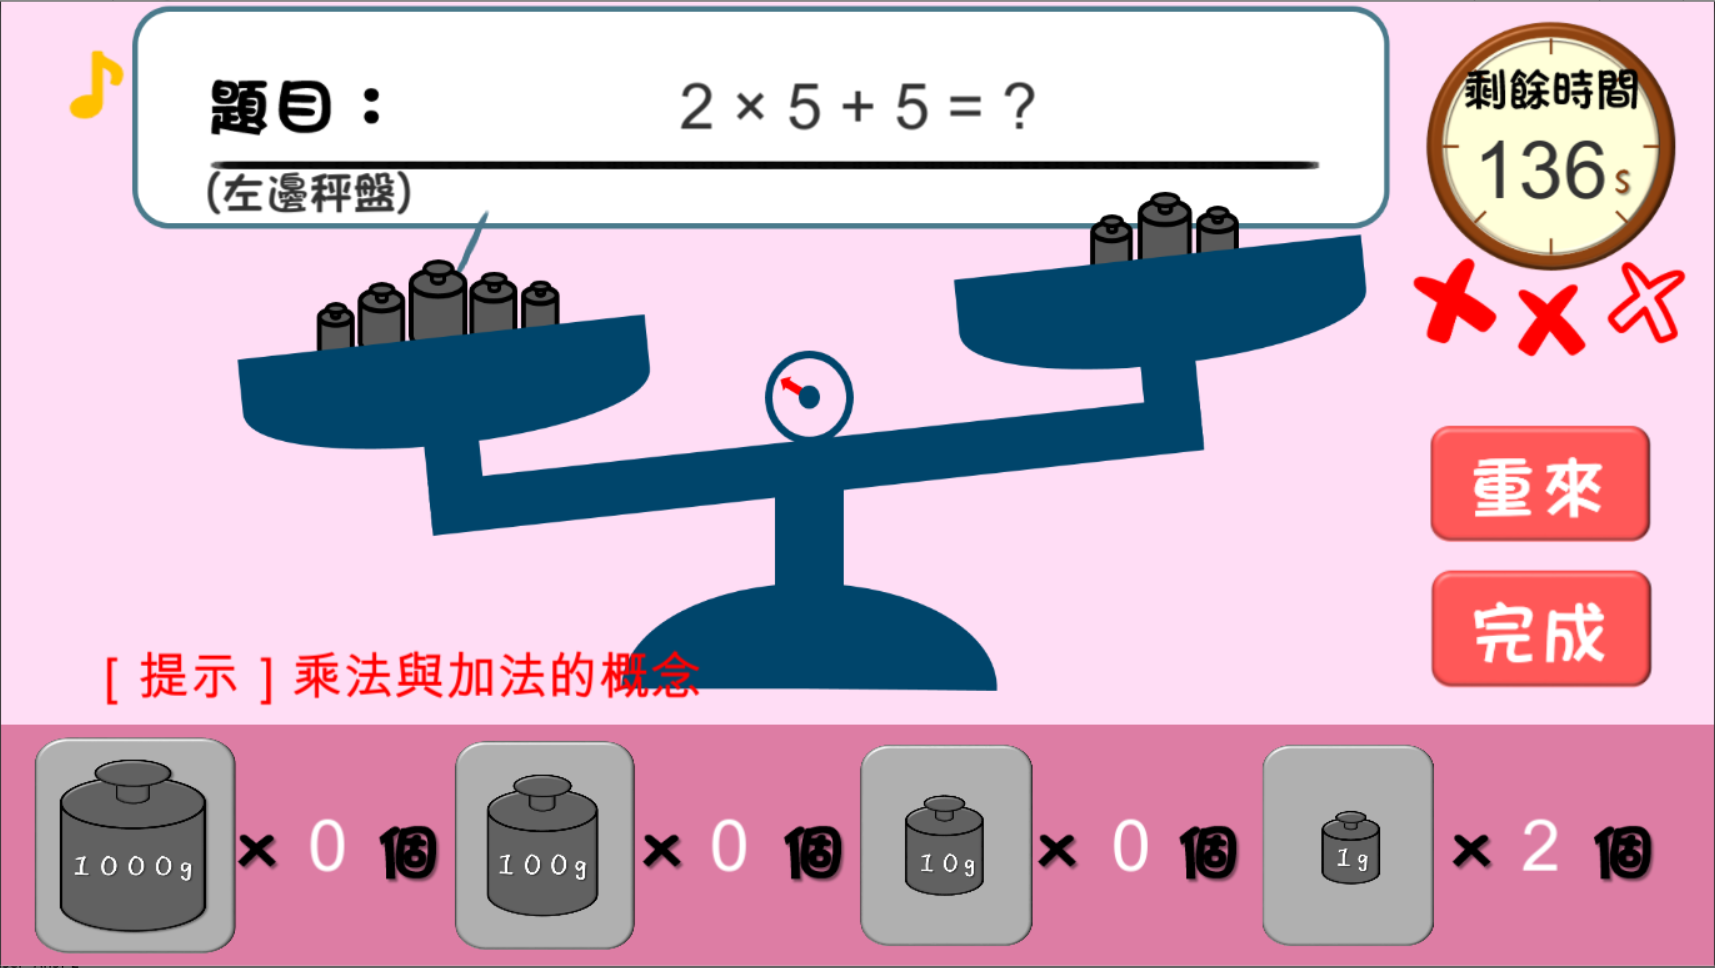 題目：
2 × 5 + 5 = ?
(左邊秤盤)
剩餘時間
136s
重來
完成
[ 提示 ] 乘法與加法的概念
1000g × 0 個
100g × 0 個
10g × 0 個
1g × 2 個